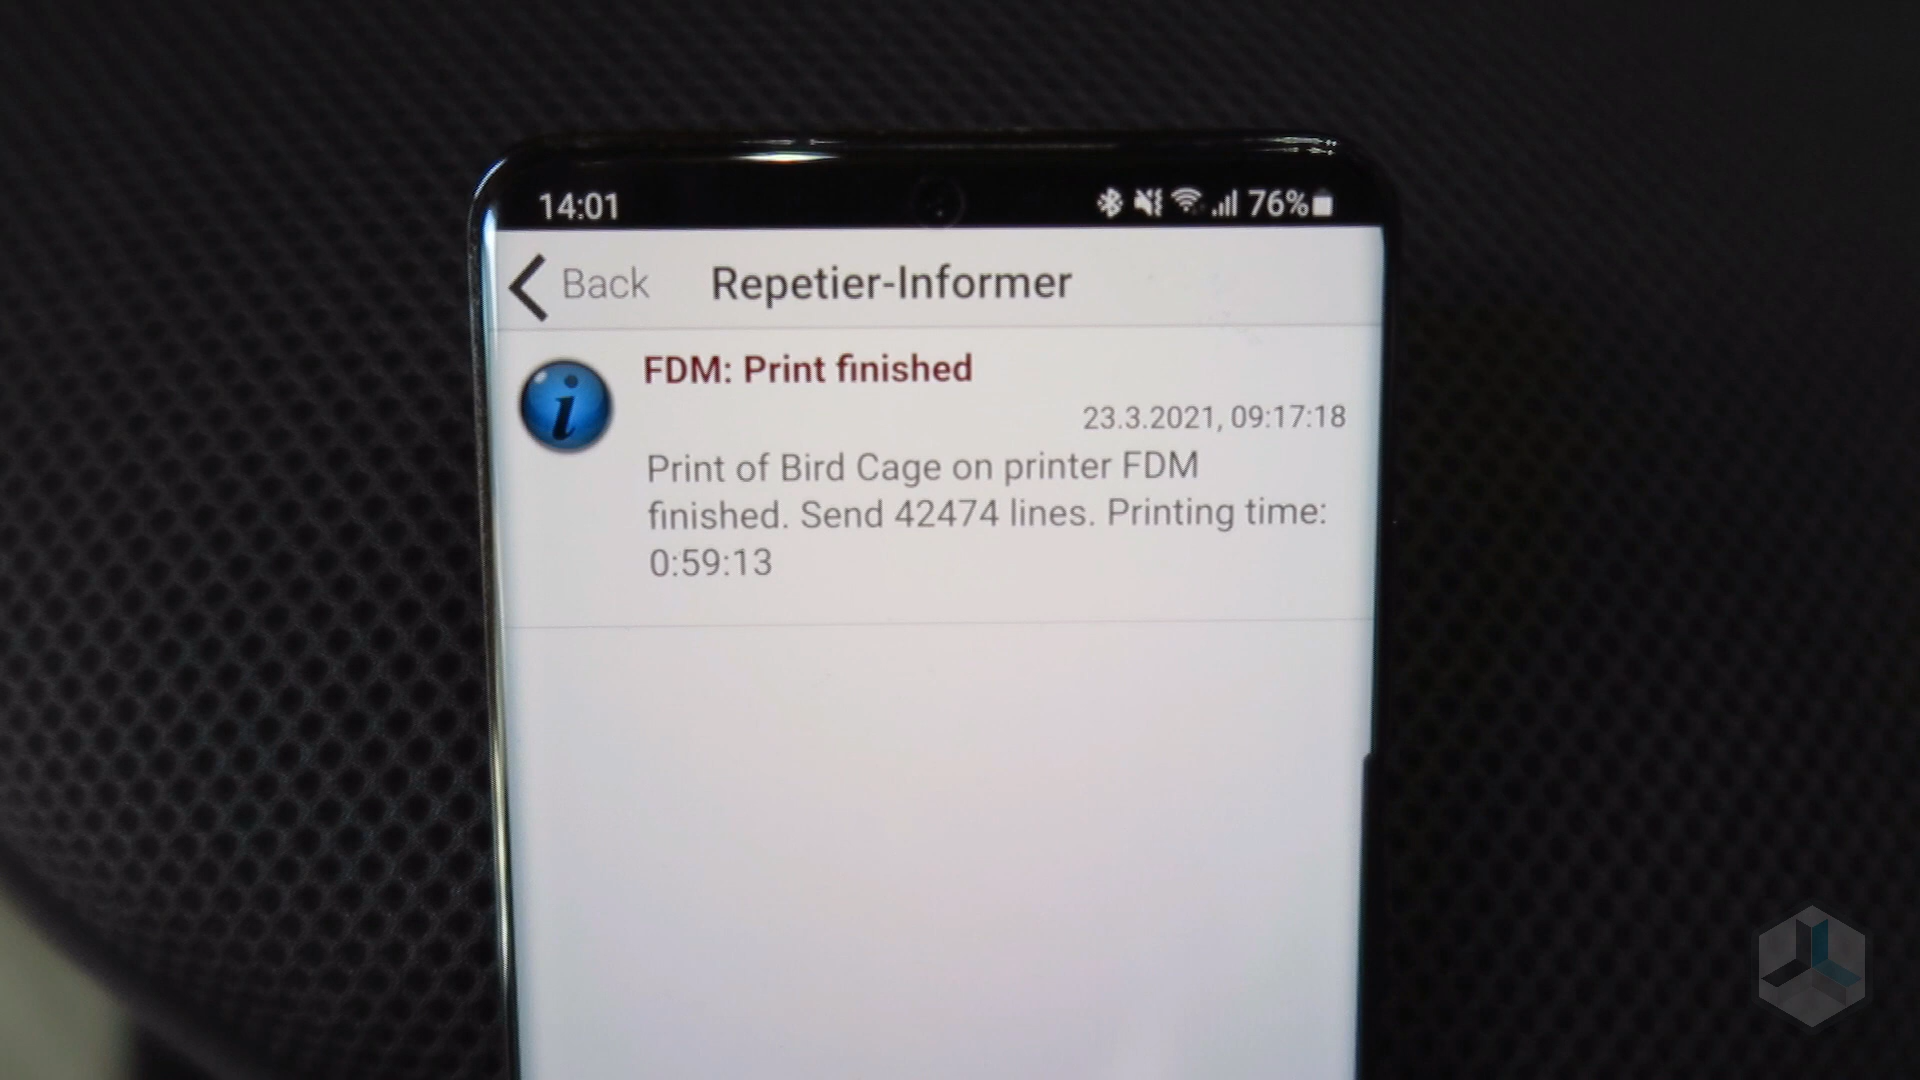 14:01 76%
Back Repetier-Informer
FDM: Print finished
23.3.2021, 09:17:18
Print of Bird Cage on printer FDM
finished. Send 42474 lines. Printing time:
0:59:13